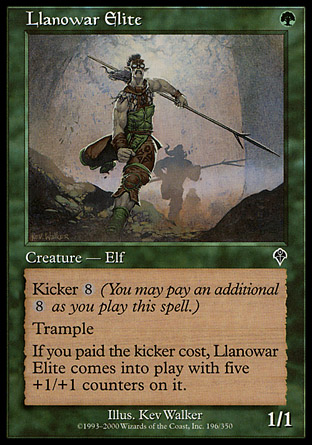 Llanowar Elite
KEV WALKER
Creature — Elf
Kicker 8 (You may pay an additional
8 as you play this spell.)
Trample
If you paid the kicker cost, Llanowar
Elite comes into play with five
+1/+1 counters on it.
Illus. Kev Walker
©1993–2000 Wizards of the Coast, Inc. 196/350
1/1